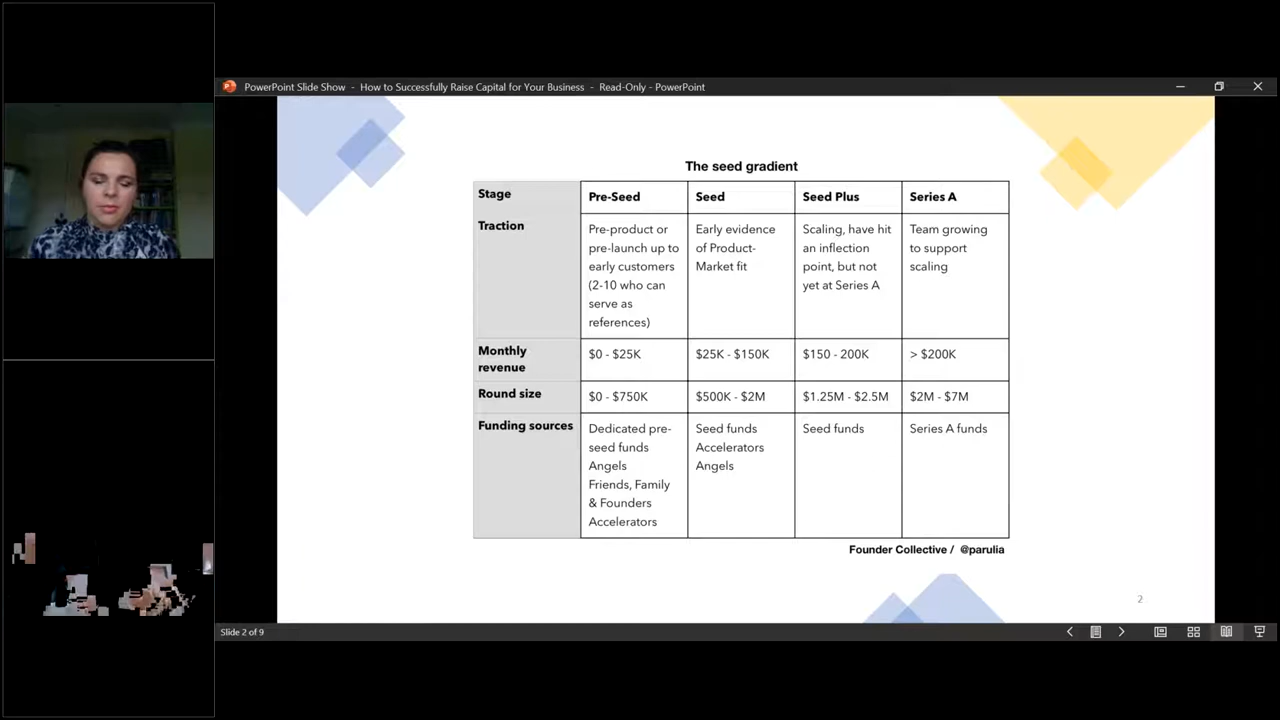 PowerPoint Slide Show - How to Successfully Raise Capital for Your Business - Read-Only - PowerPoint
The seed gradient
Stage
Pre-Seed
Seed
Seed Plus
Series A
Traction
Pre-product or
pre-launch up to
early customers
(2-10 who can
serve as
references)
Early evidence
of Product-
Market fit
Scaling, have hit
an inflection
point, but not
yet at Series A
Team growing
to support
scaling
Monthly
revenue
$0 - $25K
$25K - $150K
$150 - 200K
> $200K
Round size
$0 - $750K
$500K - $2M
$1.25M - $2.5M
$2M - $7M
Funding sources
Dedicated pre-
seed funds
Angels
Friends, Family
& Founders
Accelerators
Seed funds
Accelerators
Angels
Seed funds
Series A funds
Founder Collective / @parulia
2
Slide 2 of 9